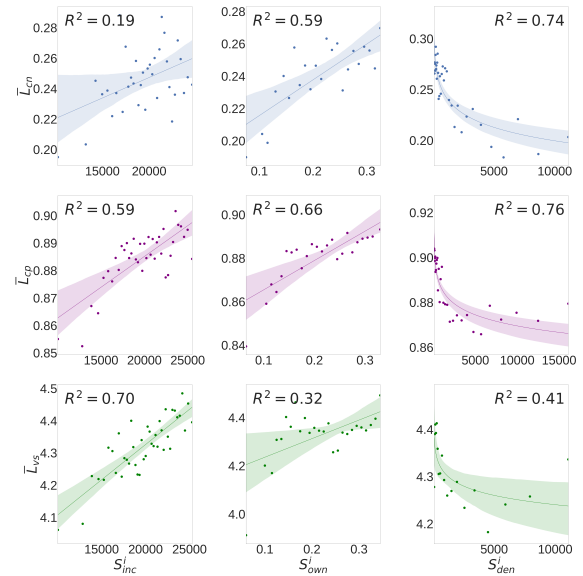 R² = 0.19
R² = 0.59
R² = 0.74
L̅cn
0.28
0.26
0.24
0.22
0.20
15000 20000
0.28
0.26
0.24
0.22
0.20
0.1 0.2 0.3
0.30
0.25
0.20
5000 10000
R² = 0.59
R² = 0.66
R² = 0.76
L̅cp
0.90
0.89
0.88
0.87
0.86
0.85
15000 20000 25000
0.90
0.88
0.86
0.84
0.1 0.2 0.3
0.92
0.90
0.88
0.86
5000 10000 15000
R² = 0.70
R² = 0.32
R² = 0.41
L̅vs
4.5
4.4
4.3
4.2
4.1
15000 20000 25000
4.4
4.2
4.0
0.1 0.2 0.3
4.4
4.3
4.2
5000 10000
Sⁱinc
Sⁱown
Sⁱden